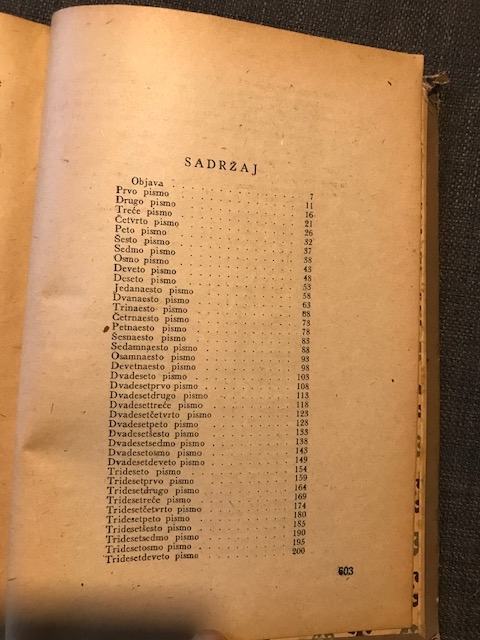 SADRŽAJ
Objava . . . 7
Prvo pismo . . . 11
Drugo pismo . . . 16
Treće pismo . . . 21
Četvrto pismo . . . 26
Peto pismo . . . 32
Šesto pismo . . . 37
Sedmo pismo . . . 38
Osmo pismo . . . 43
Deveto pismo . . . 48
Deseto pismo . . . 53
Jedanaesto pismo . . . 58
Dvanaesto pismo . . . 63
Trinaesto pismo . . . 68
Četrnaesto pismo . . . 73
Petnaesto pismo . . . 78
Šesnaesto pismo . . . 83
Sedamnaesto pismo . . . 88
Osamnaesto pismo . . . 93
Devetnaesto pismo . . . 98
Dvadeseto pismo . . . 103
Dvadesetprvo pismo . . . 108
Dvadesetdrugo pismo . . . 113
Dvadesettreće pismo . . . 118
Dvadesetčetvrto pismo . . . 123
Dvadesetpeto pismo . . . 128
Dvadesetšesto pismo . . . 133
Dvadesetsedmo pismo . . . 138
Dvadesetosmo pismo . . . 143
Dvadesetdeveto pismo . . . 149
Trideseto pismo . . . 154
Tridesetprvo pismo . . . 159
Tridesetdrugo pismo . . . 164
Tridesetreće pismo . . . 169
Tridesetčetvrto pismo . . . 174
Tridesetpeto pismo . . . 180
Tridesetšesto pismo . . . 185
Tridesetsedmo pismo . . . 190
Tridesetosmo pismo . . . 195
Tridesetdeveto pismo . . . 200
603